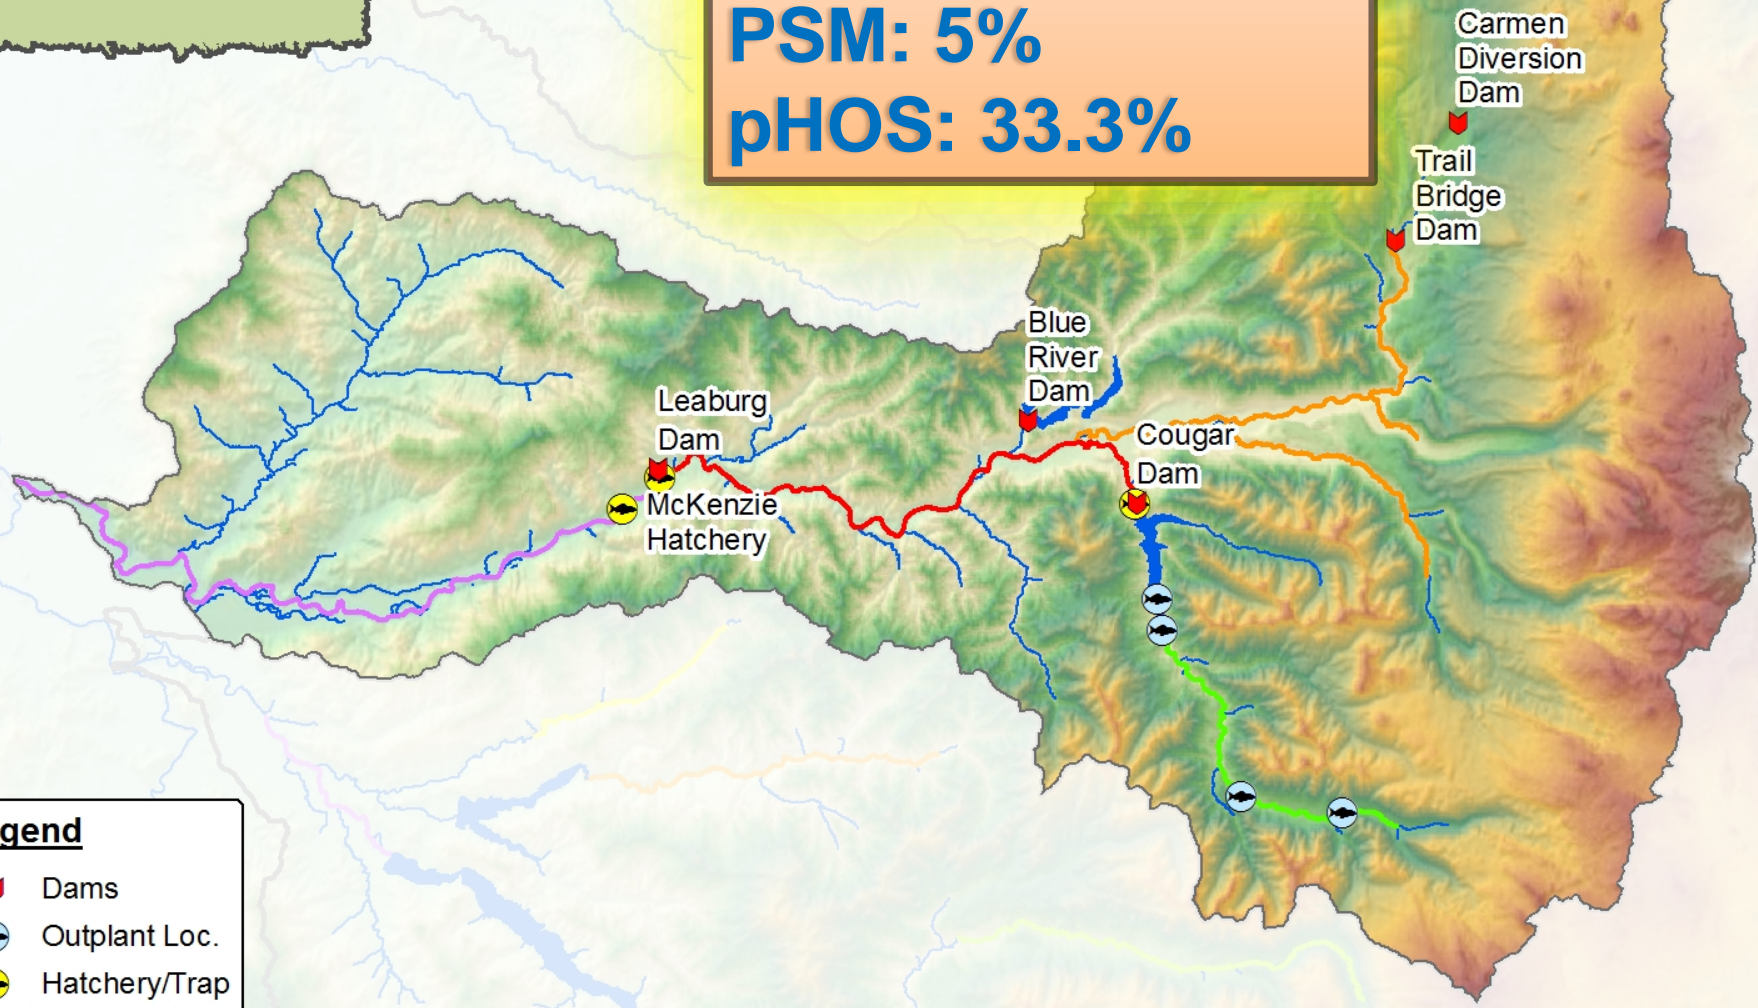 PSM: 5%
pHOS: 33.3%
Carmen
Diversion
Dam
Trail
Bridge
Dam
Blue
River
Dam
Leaburg
Dam
Cougar
Dam
McKenzie
Hatchery
gend
Dams
Outplant Loc.
Hatchery/Trap